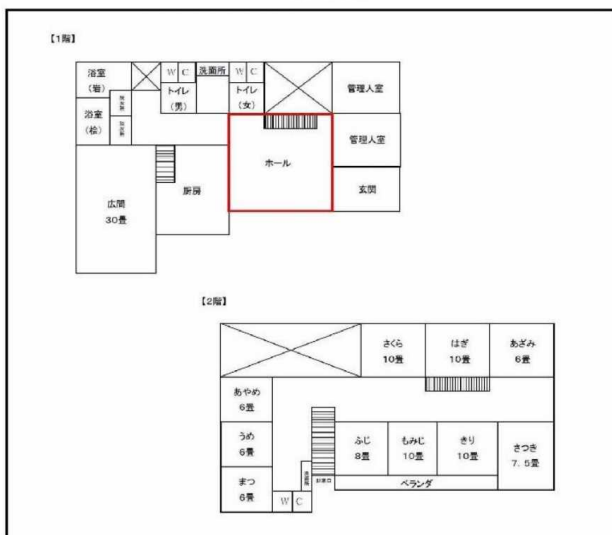 【1階】
浴室
(岩)
W C
洗面所
W C
トイレ
(男)
トイレ
(女)
管理人室
浴室
(桧)
ホール
管理人室
広間
30畳
厨房
玄関
【2階】
さくら
10畳
はぎ
10畳
あざみ
6畳
あやめ
6畳
うめ
6畳
まつ
6畳
ふじ
8畳
もみじ
10畳
きり
10畳
さつき
7.5畳
ベランダ
W C